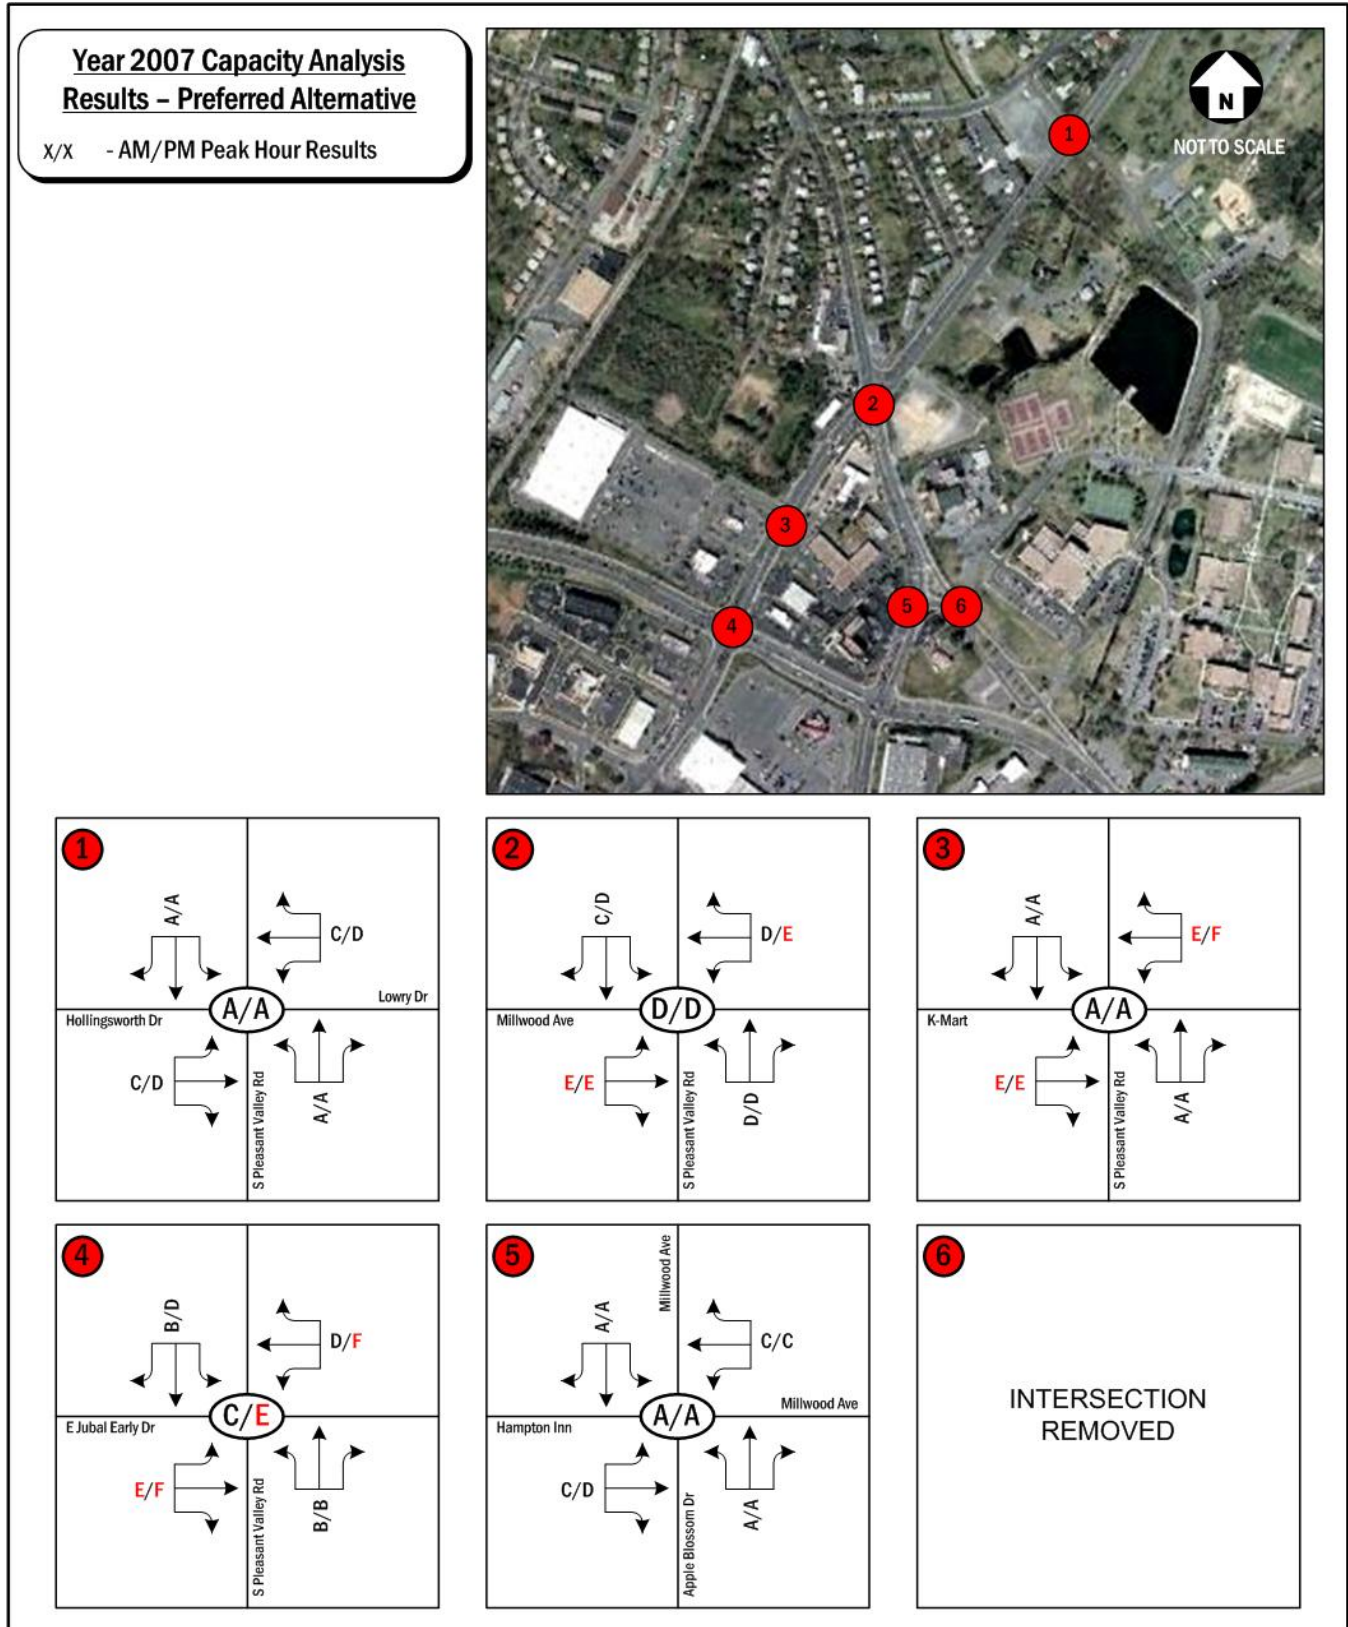 Year 2007 Capacity Analysis
Results – Preferred Alternative
X/X - AM/PM Peak Hour Results
N
NOT TO SCALE
1
2
3
4
5
6
1
A/A
C/D
A/A
Lowry Dr
Hollingsworth Dr
C/D
A/A
S Pleasant Valley Rd
2
C/D
D/E
D/D
Millwood Ave
E/E
D/D
S Pleasant Valley Rd
3
A/A
E/F
A/A
K-Mart
E/E
A/A
S Pleasant Valley Rd
4
B/D
D/F
C/E
E Jubal Early Dr
E/F
B/B
S Pleasant Valley Rd
5
Millwood Ave
A/A
C/C
A/A
Millwood Ave
Hampton Inn
C/D
A/A
Apple Blossom Dr
6
INTERSECTION
REMOVED